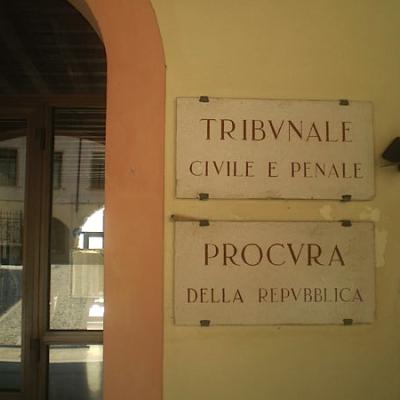 TRIBVNALE
CIVILE E PENALE
PROCVRA
DELLA REPVBBLICA